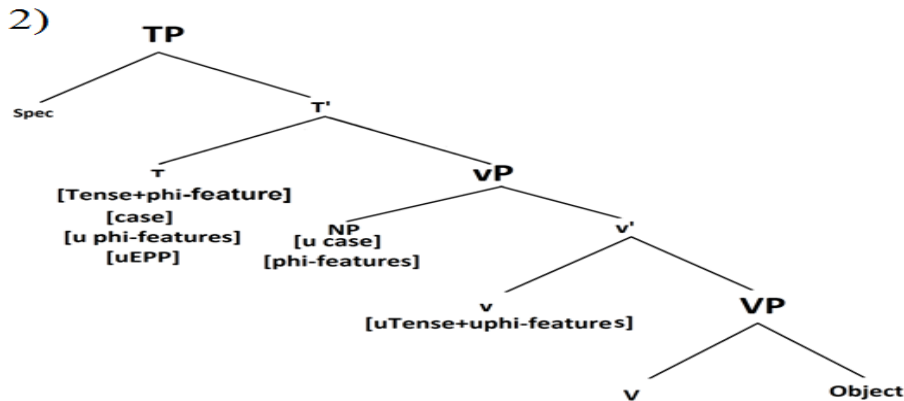 2)
TP
Spec
T'
T
vP
[Tense+phi-feature]
[case]
[u phi-features]
[uEPP]
NP
[u case]
[phi-features]
v'
v
[uTense+uphi-features]
VP
V
Object